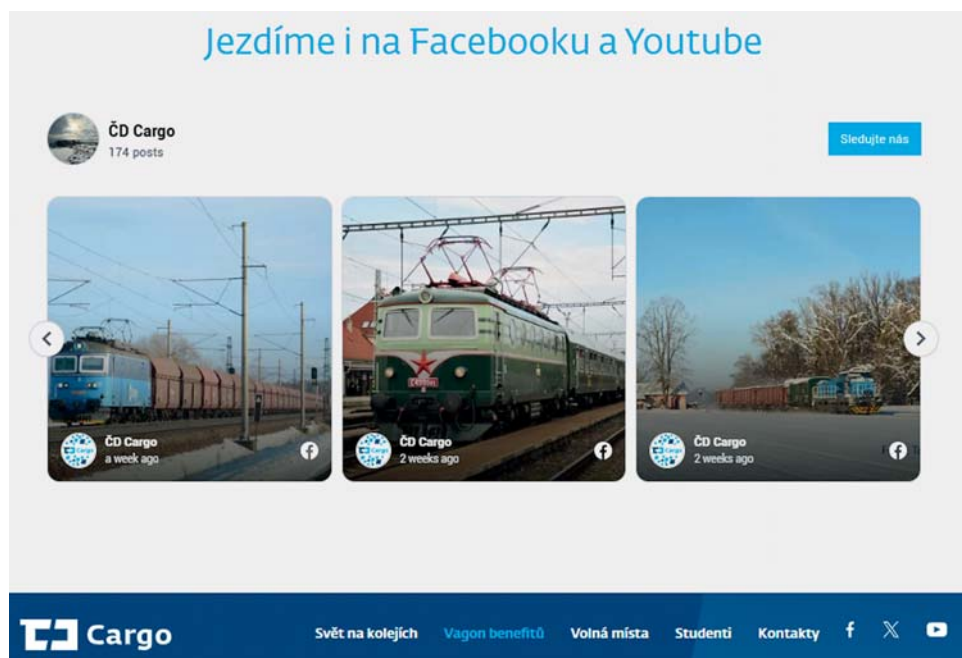 Jezdíme i na Facebooku a Youtube
ČD Cargo
174 posts
Sledujte nás
ČD Cargo
a week ago
ČD Cargo
2 weeks ago
ČD Cargo
2 weeks ago
Cargo
Svět na kolejích Vagon benefitů Volná místa Studenti Kontakty